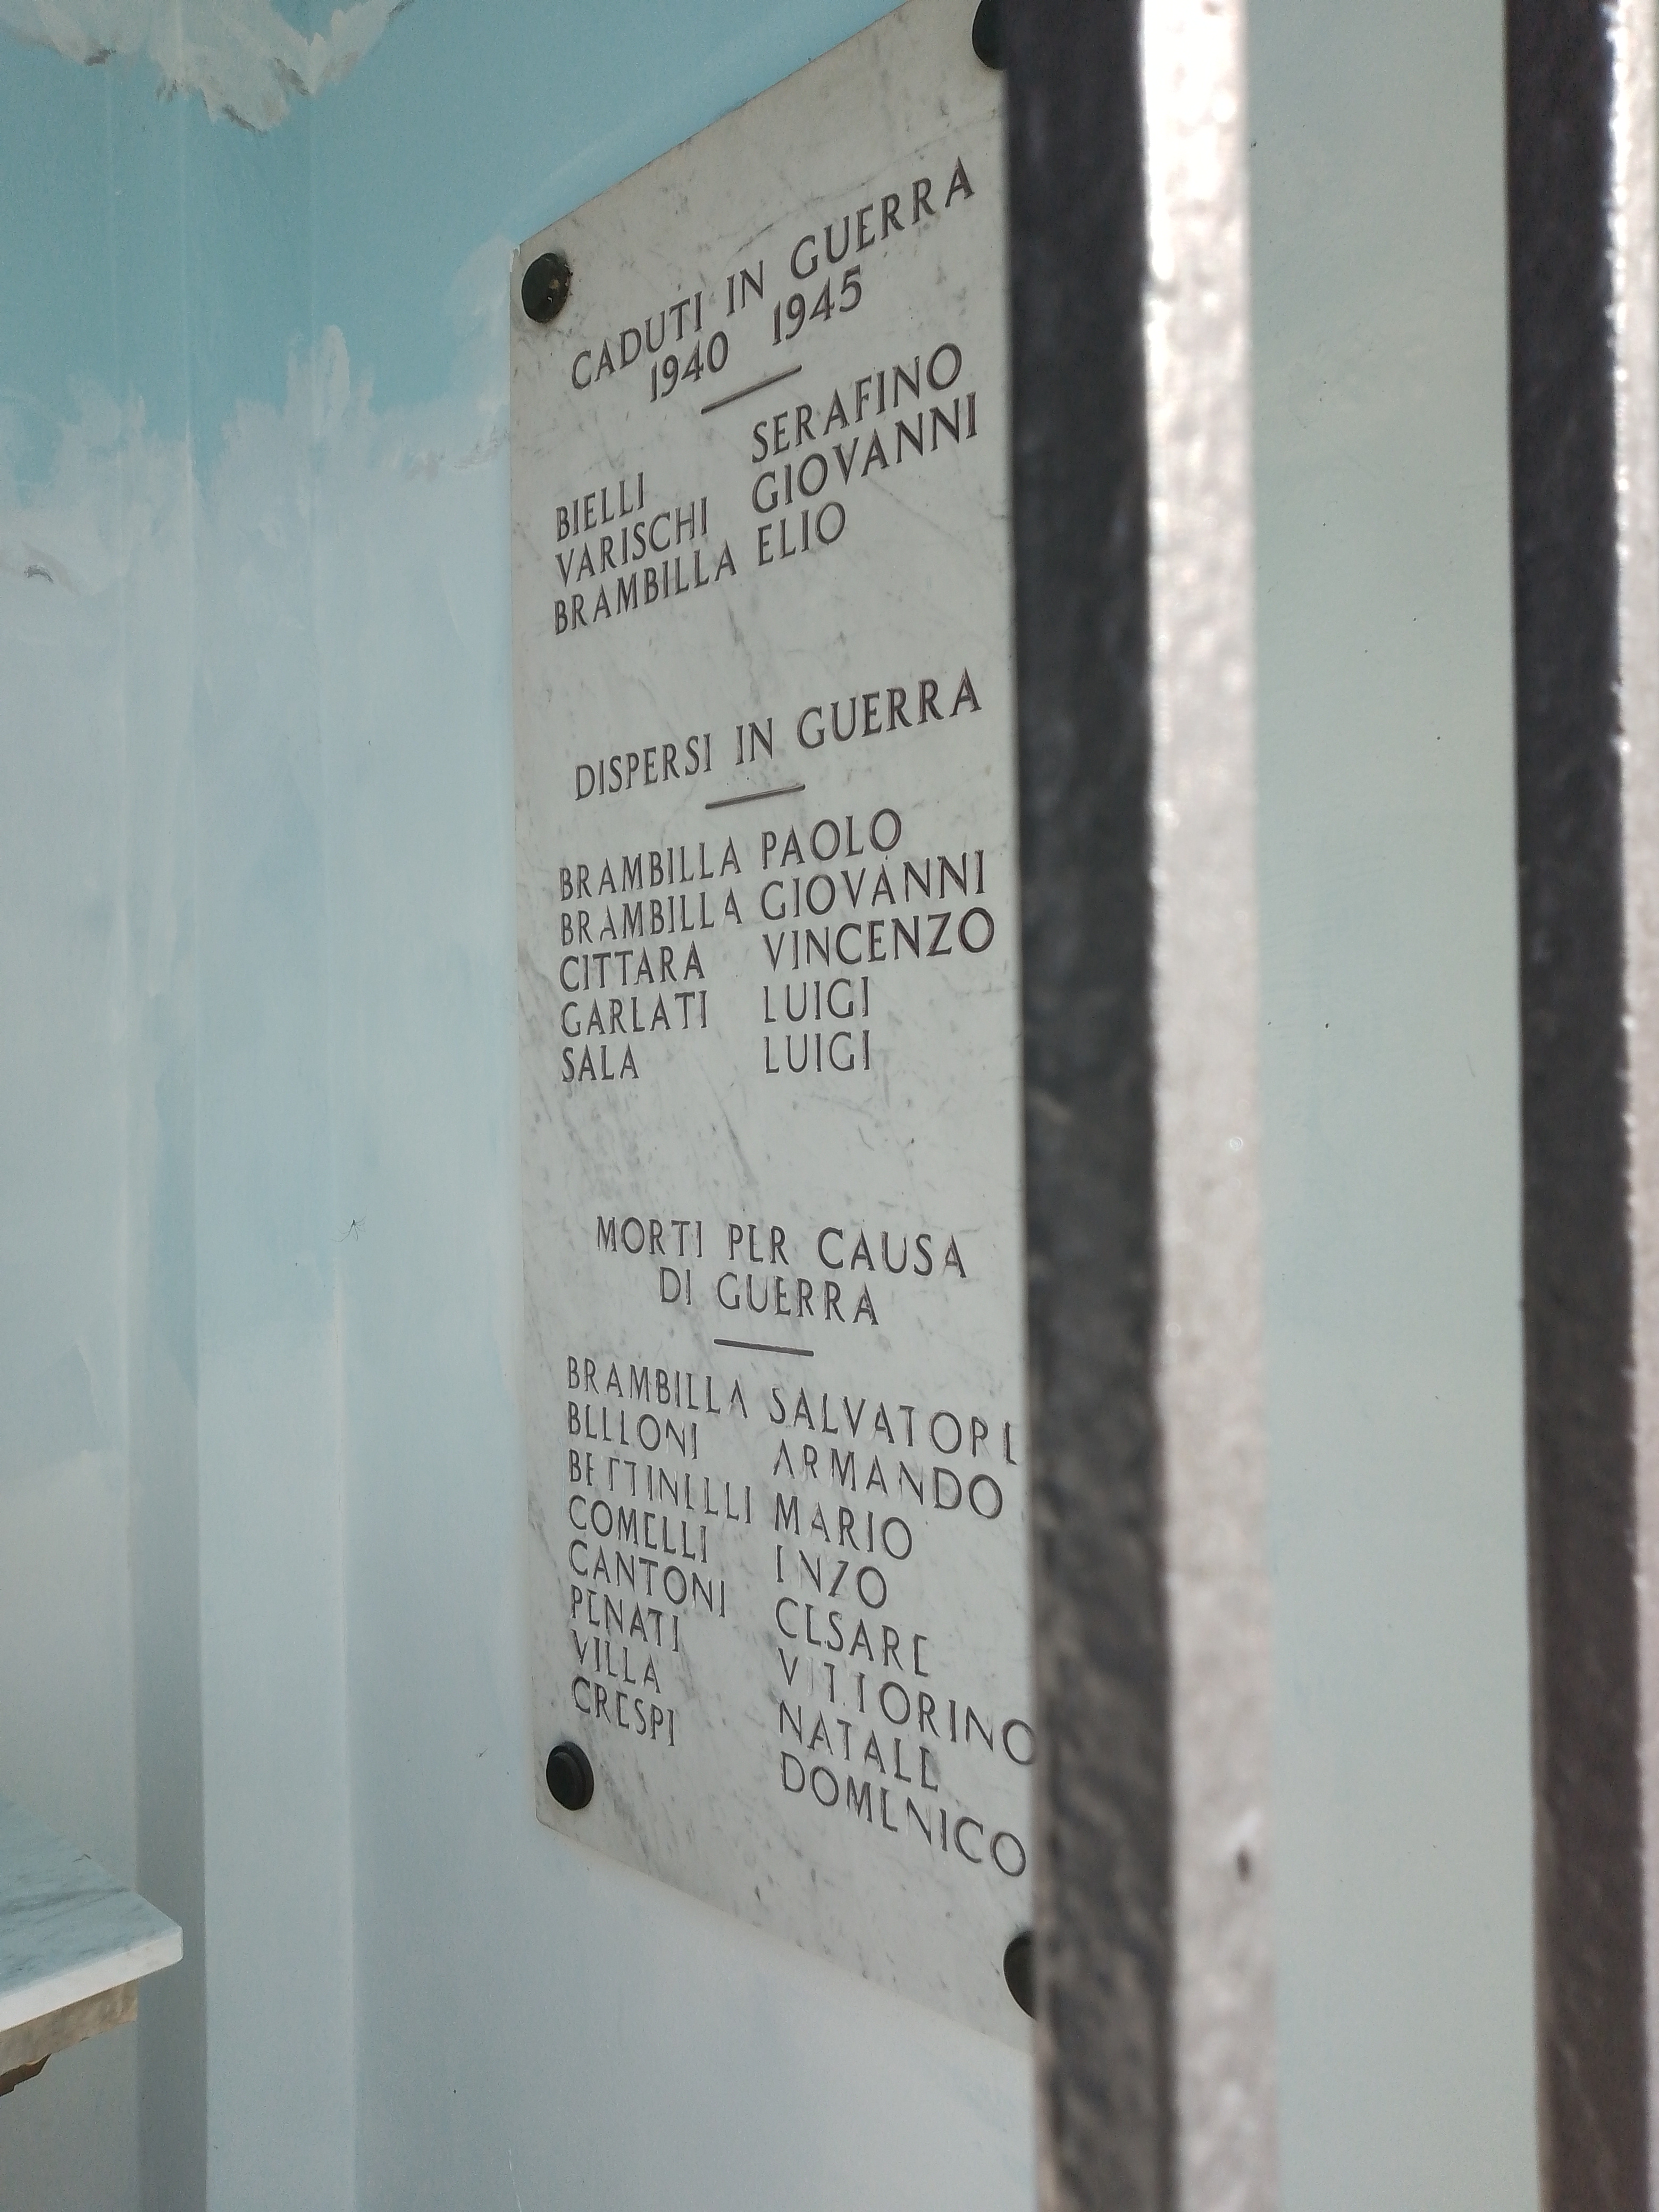 CADUTI IN GUERRA
1940 1945
BIELLI SERAFINO
VARISCHI GIOVANNI
BRAMBILLA ELIO
DISPERSI IN GUERRA
BRAMBILLA PAOLO
BRAMBILLA GIOVANNI
CITTARA VINCENZO
GARLATI LUIGI
SALA LUIGI
MORTI PER CAUSA
DI GUERRA
BRAMBILLA SALVATORE
BELLONI ARMANDO
BETTINELLI MARIO
COMELLI ENZO
CANTONI CESARE
PENATI VITTORINO
VILLA NATALE
CRESPI DOMENICO